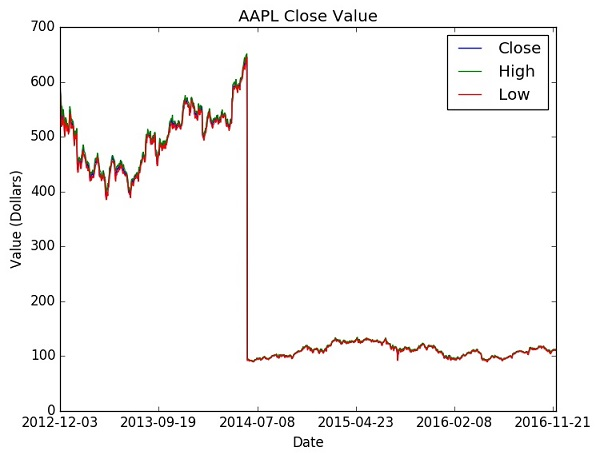 AAPL Close Value
700
600
500
400
300
200
100
0
Value (Dollars)
Close
High
Low
2012-12-03 2013-09-19 2014-07-08 2015-04-23 2016-02-08 2016-11-21
Date